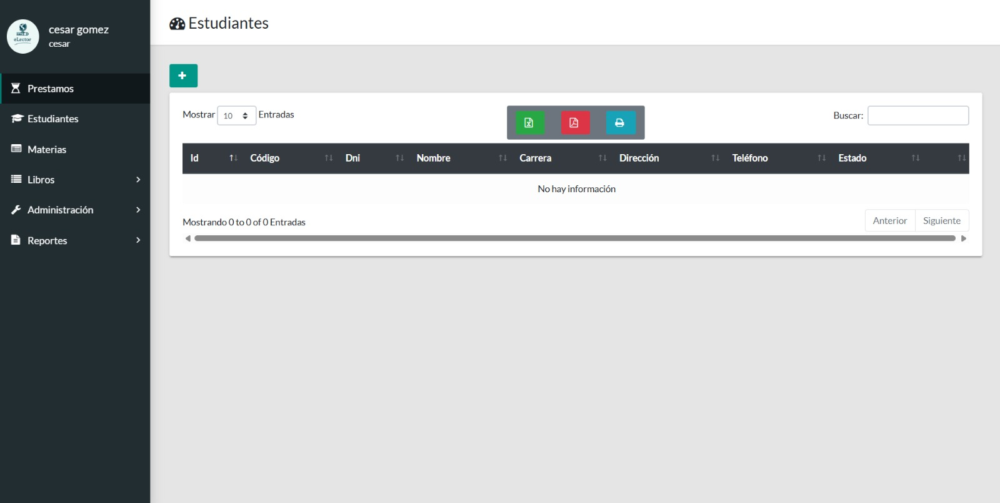 eLector
cesar gomez
cesar
Prestamos
Estudiantes
Materias
Libros
Administración
Reportes
Estudiantes
Mostrar 10 Entradas
Buscar:
Id Código Dni Nombre Carrera Dirección Teléfono Estado
No hay información
Mostrando 0 to 0 of 0 Entradas
Anterior Siguiente